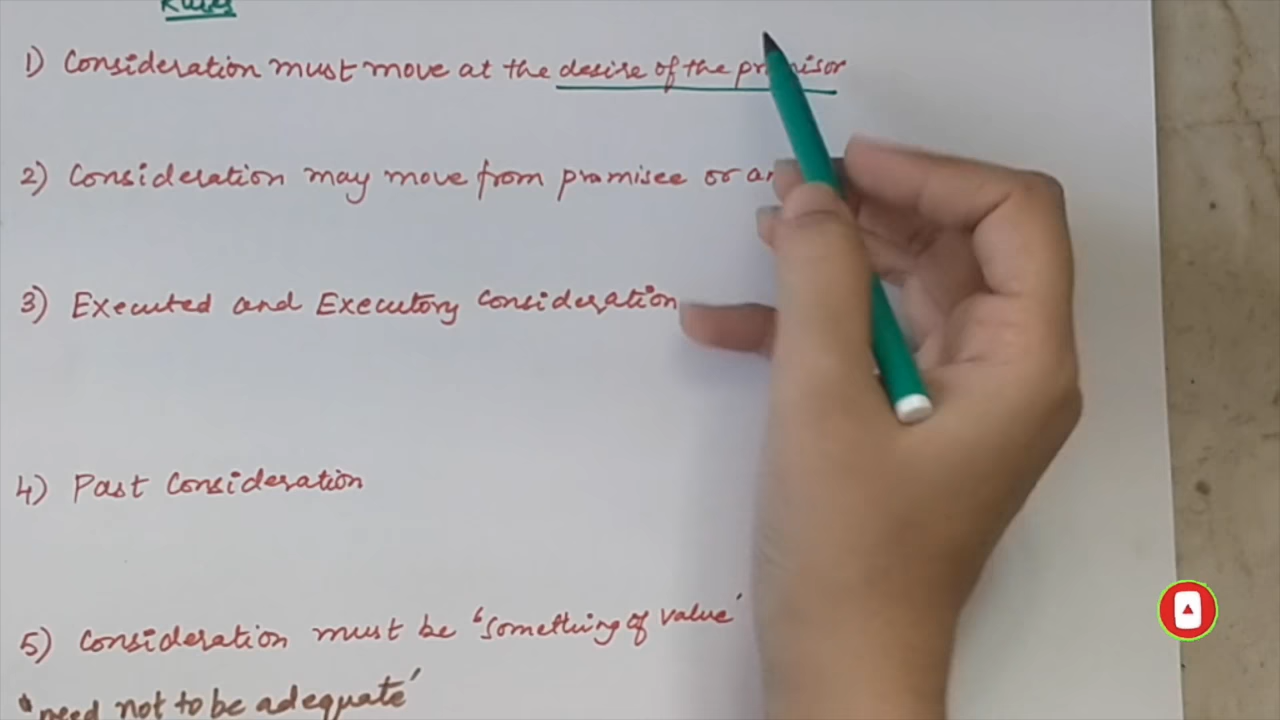 Rules
1) Consideration must move at the desire of the promisor
2) Consideration may move from promisee or
3) Executed and Executory Consideration
4) Past Consideration
5) Consideration must be 'something of value'
'need not to be adequate'